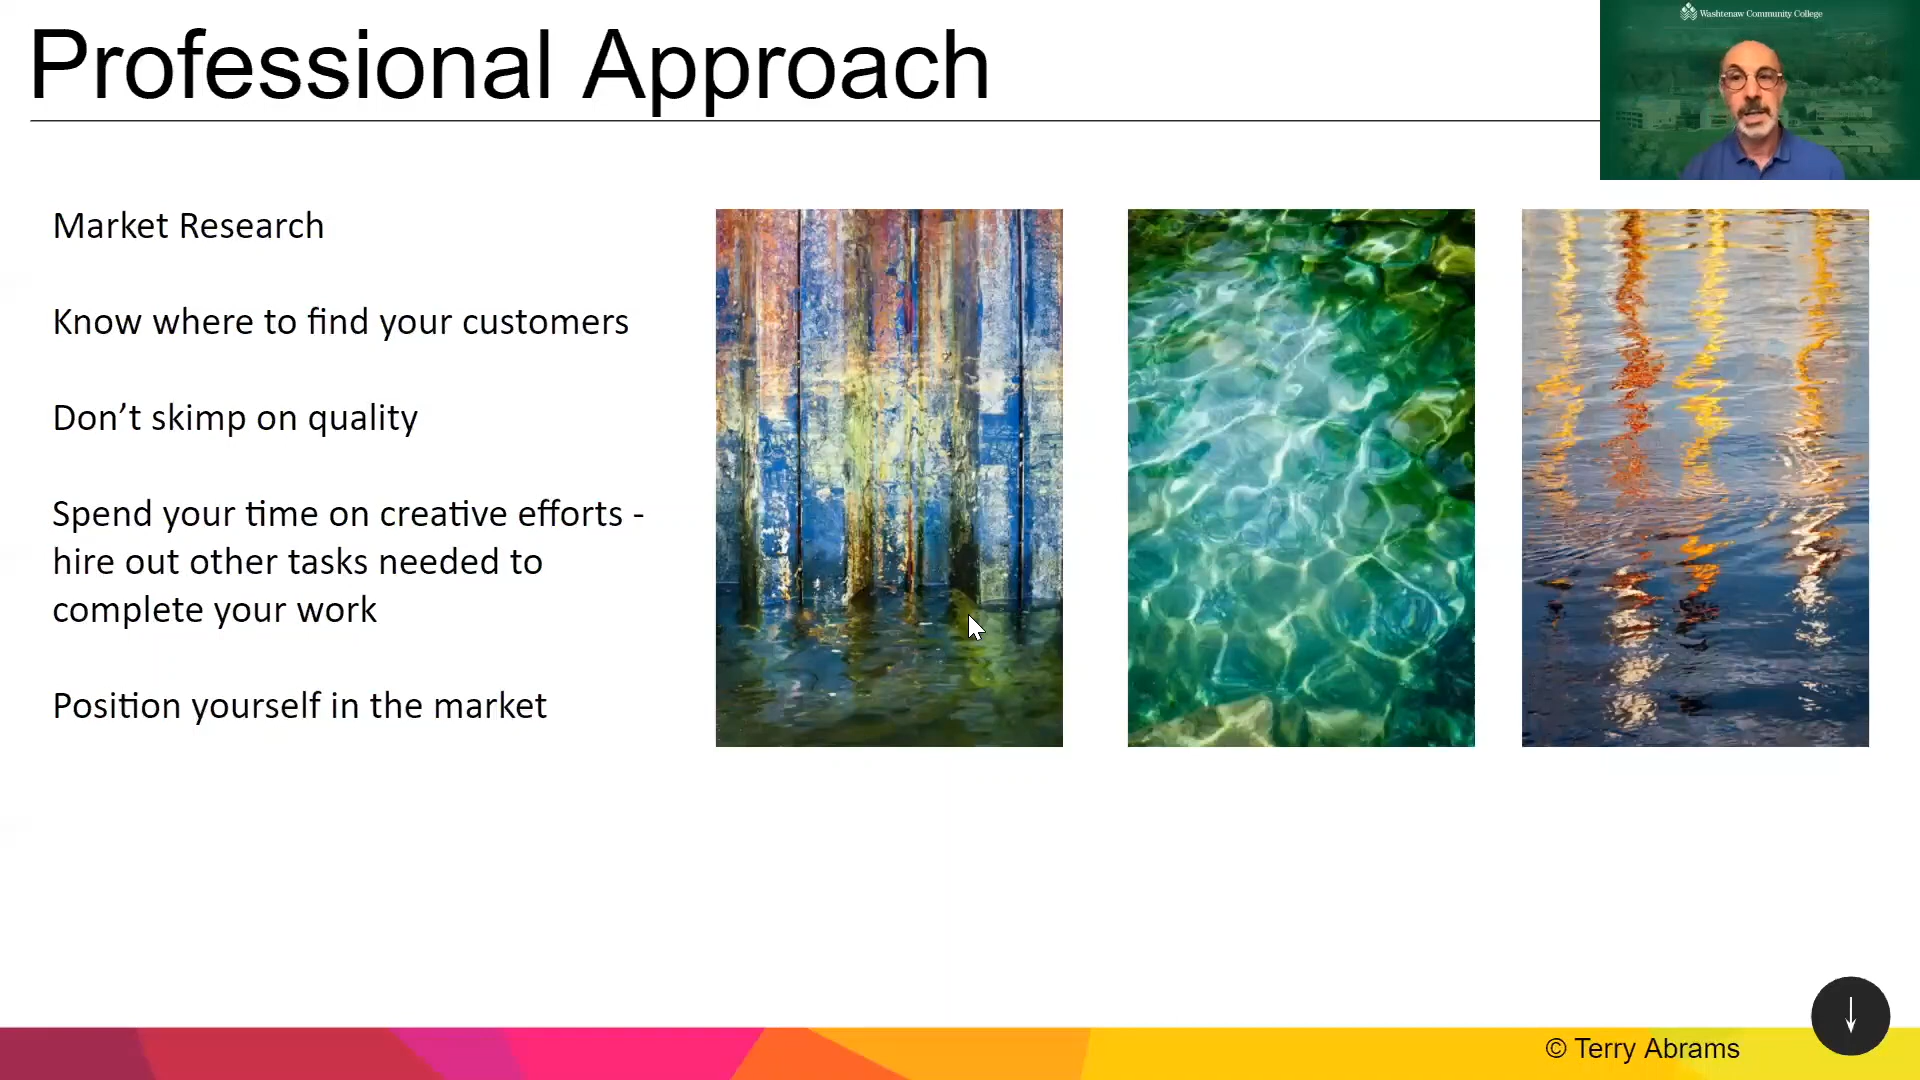 Professional Approach
Washtenaw Community College
Market Research
Know where to find your customers
Don’t skimp on quality
Spend your time on creative efforts -
hire out other tasks needed to
complete your work
Position yourself in the market
© Terry Abrams